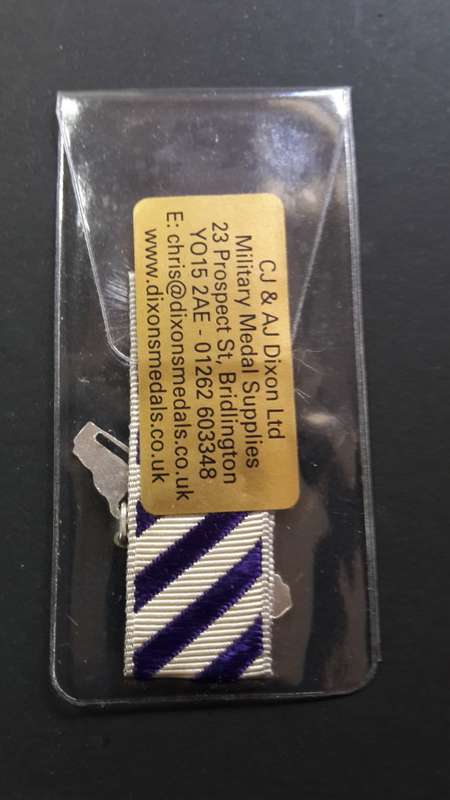 CJ & AJ Dixon Ltd
Military Medal Supplies
23 Prospect St, Bridlington
YO15 2AE - 01262 603348
E: chris@dixonsmedals.co.uk
www.dixonsmedals.co.uk